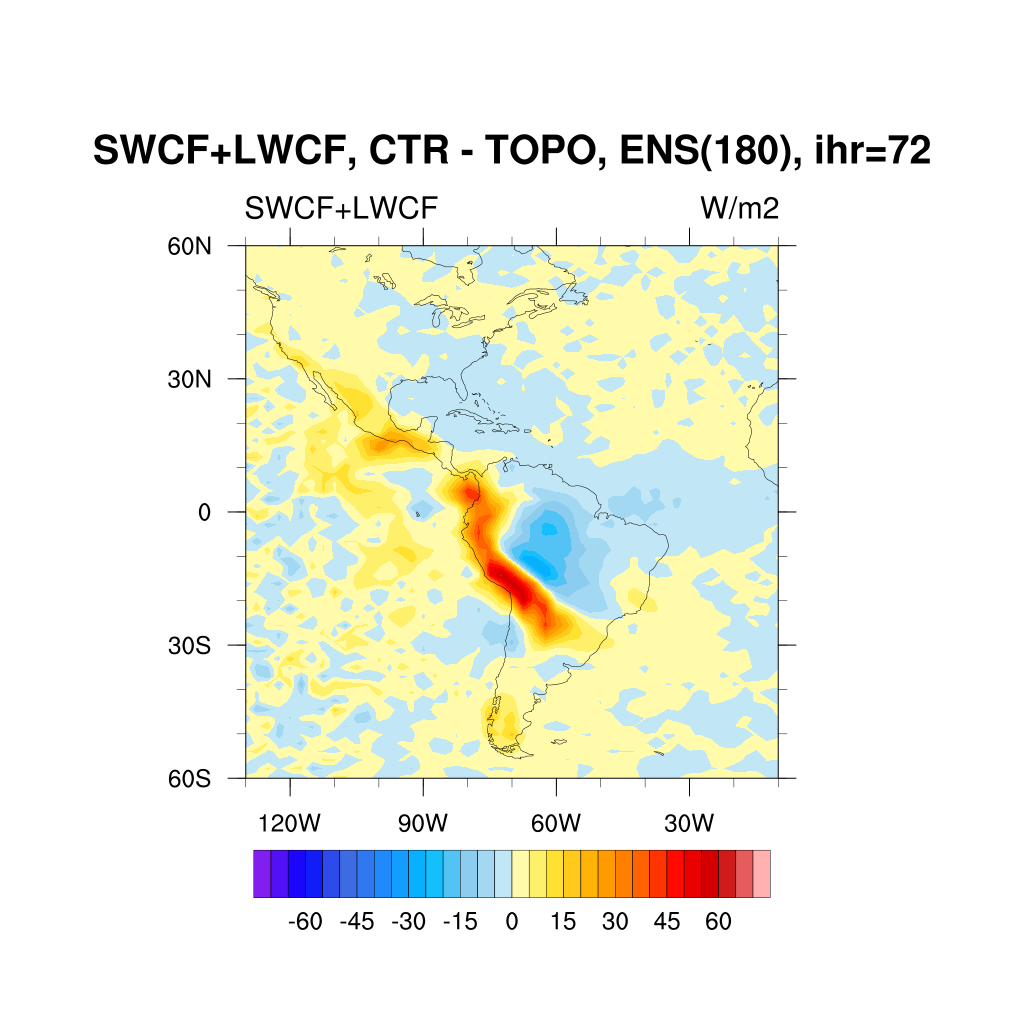 SWCF+LWCF, CTR - TOPO, ENS(180), ihr=72
SWCF+LWCF W/m2
60N
30N
0
30S
60S
120W 90W 60W 30W
-60 -45 -30 -15 0 15 30 45 60